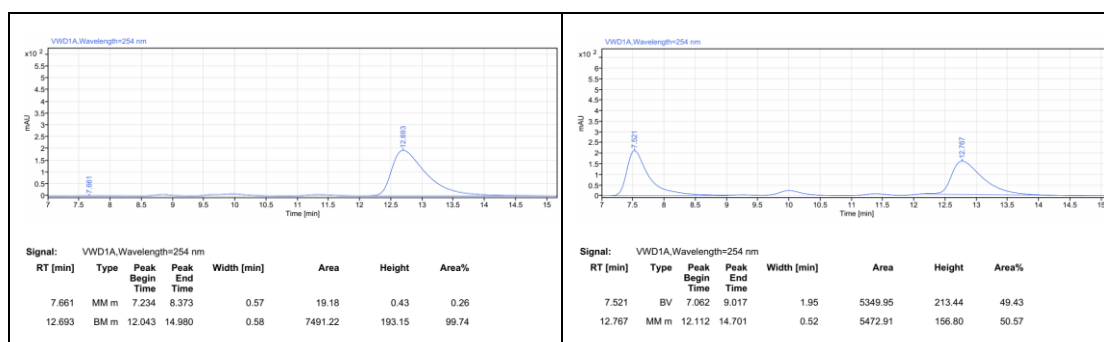 VWD1A,Wavelength=254 nm
x10 2
5.5
5
4.5
4
3.5
3
2.5
2
1.5
1
0.5
0
mAU
7.661
12.693
7 7.5 8 8.5 9 9.5 10 10.5 11 11.5 12 12.5 13 13.5 14 14.5 15
Time [min]
Signal: VWD1A,Wavelength=254 nm
RT [min] Type Peak Begin Time Peak End Time Width [min] Area Height Area%
7.661 MM m 7.234 8.373 0.57 19.18 0.43 0.26
12.693 BM m 12.043 14.980 0.58 7491.22 193.15 99.74
VWD1A,Wavelength=254 nm
x10 2
6
5.5
5
4.5
4
3.5
3
2.5
2
1.5
1
0.5
0
mAU
7.521
12.767
7 7.5 8 8.5 9 9.5 10 10.5 11 11.5 12 12.5 13 13.5 14 14.5 15
Time [min]
Signal: VWD1A,Wavelength=254 nm
RT [min] Type Peak Begin Time Peak End Time Width [min] Area Height Area%
7.521 BV 7.062 9.017 1.95 5349.95 213.44 49.43
12.767 MM m 12.112 14.701 0.52 5472.91 156.80 50.57